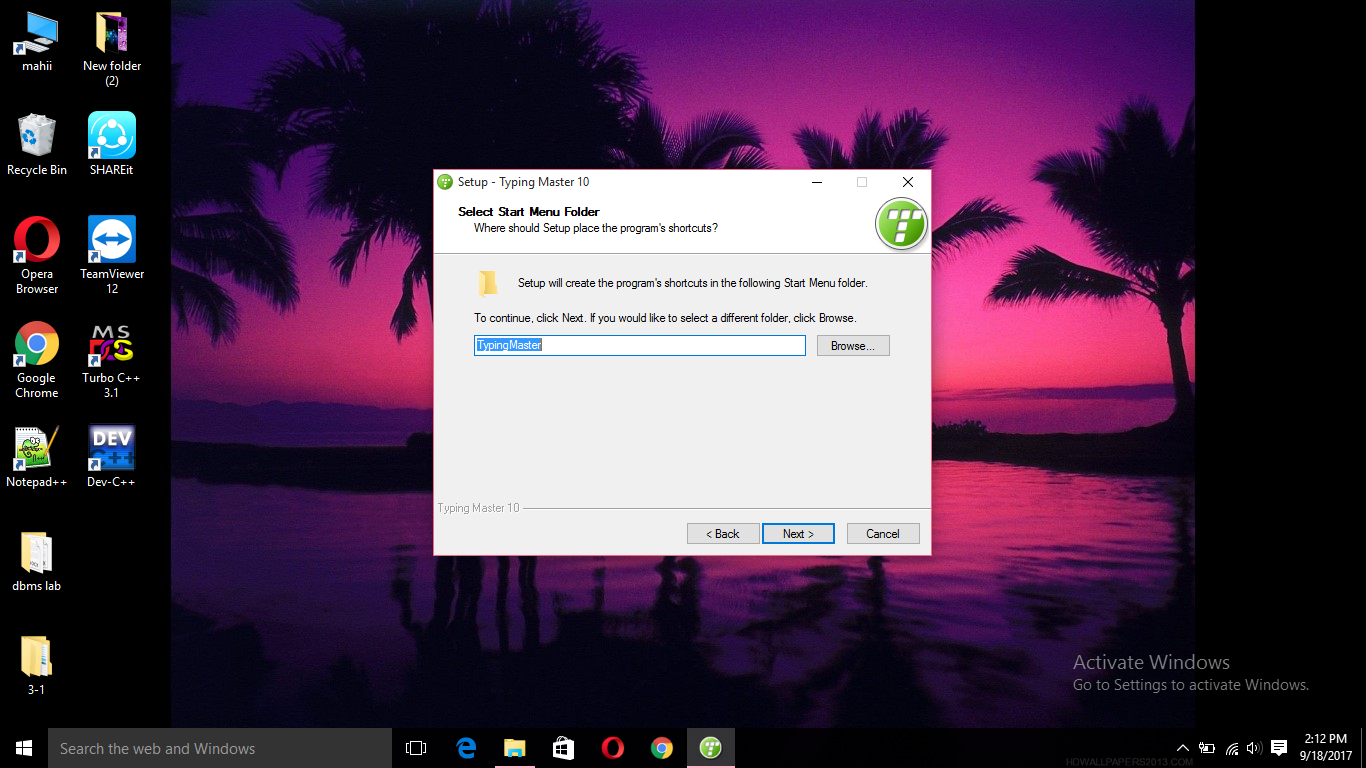 mahii
New folder
(2)
Recycle Bin
SHAREit
Opera
Browser
TeamViewer
12
Google
Chrome
MS
DOS
Turbo C++
3.1
Notepad++
DEV
C++
Dev-C++
dbms lab
3-1
Setup - Typing Master 10
Select Start Menu Folder
Where should Setup place the program's shortcuts?
Setup will create the program's shortcuts in the following Start Menu folder.
To continue, click Next. If you would like to select a different folder, click Browse.
TypingMaster
Browse...
Typing Master 10
< Back
Next >
Cancel
Activate Windows
Go to Settings to activate Windows.
HDWALLPAPERS2013.COM
Search the web and Windows
2:12 PM
9/18/2017